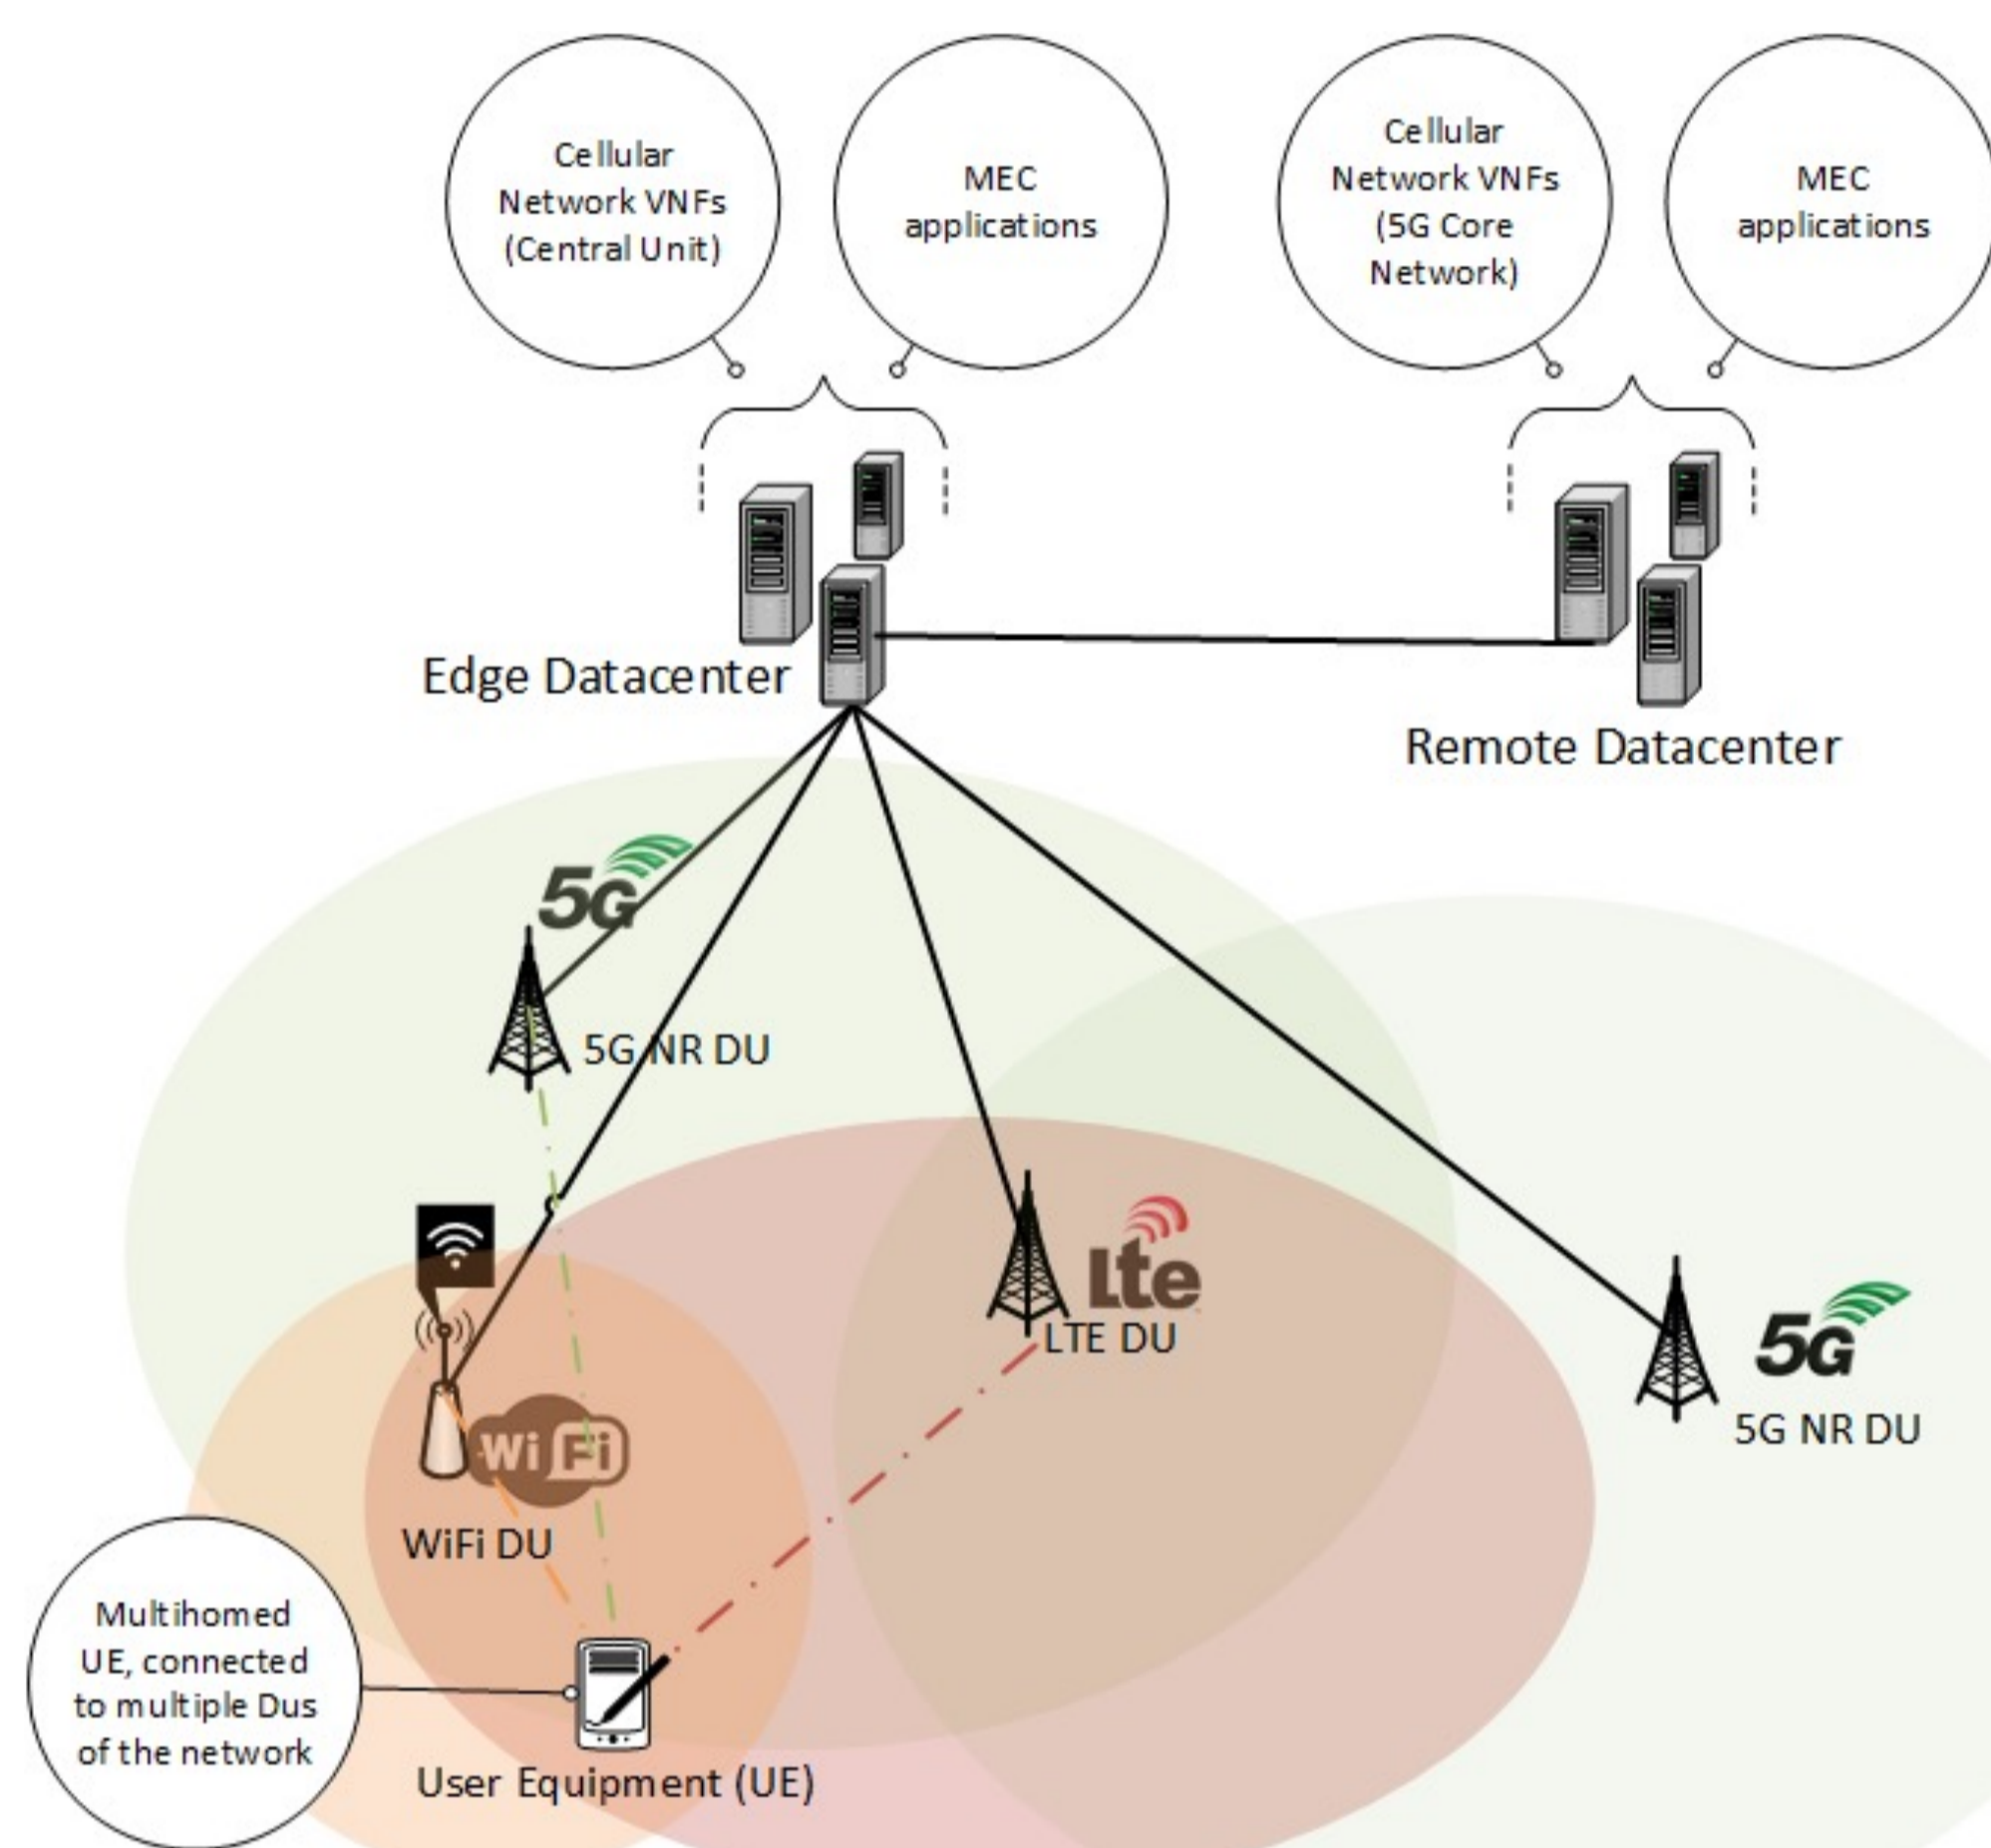 Cellular
Network VNFs
(Central Unit)
MEC
applications
Cellular
Network VNFs
(5G Core
Network)
MEC
applications
Edge Datacenter
Remote Datacenter
5G
5G NR DU
Lte
LTE DU
5G
5G NR DU
WiFi
WiFi DU
Multihomed
UE, connected
to multiple Dus
of the network
User Equipment (UE)